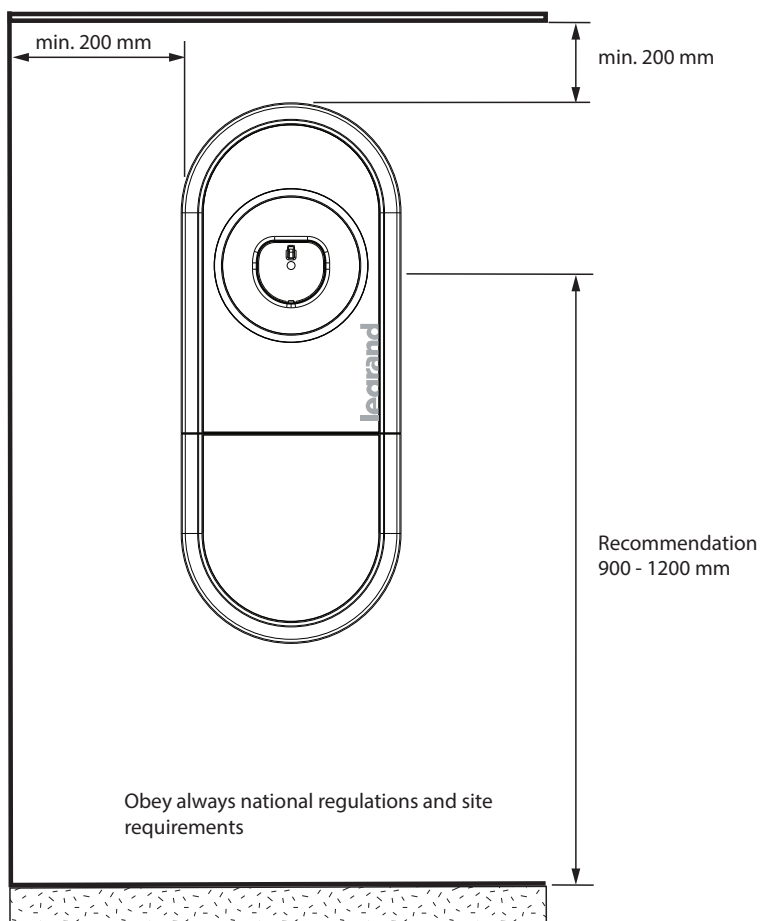 min. 200 mm
min. 200 mm
legrand
Recommendation
900 - 1200 mm
Obey always national regulations and site
requirements